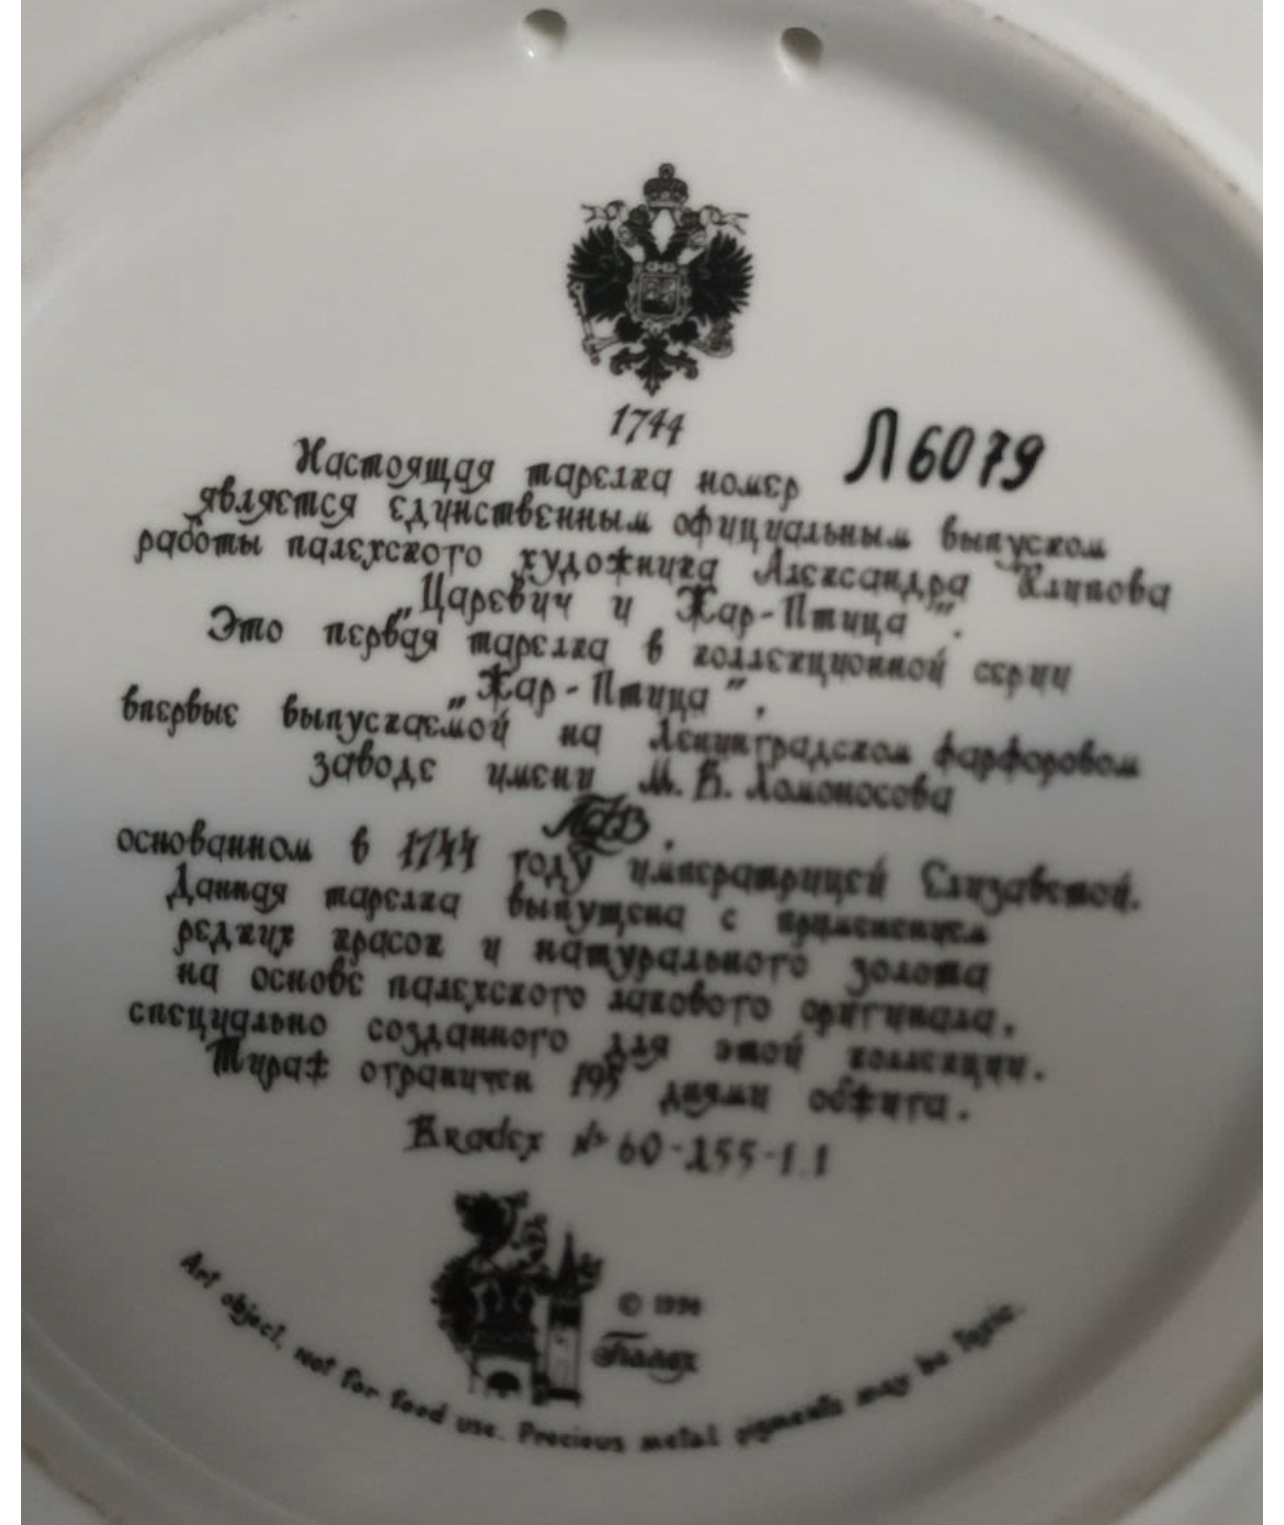 1744
Настоящая тарелка номер Л6079
является единственным официальным выпуском
работы палехского художника Александра Клипова
„Царевич и Жар-Птица”.
Это первая тарелка в коллекционной серии
„Жар-Птица”,
впервые выпускаемой на Ленинградском фарфоровом
заводе имени М. В. Ломоносова
ЛФЗ,
основанном в 1744 году императрицей Елизаветой.
Данная тарелка выпущена с применением
редких красок и натурального золота
на основе палехского лакового оригинала,
специально созданного для этой коллекции.
Тираж ограничен 195 днями обжига.
Bradex № 60-255-1.1
©
Палех
Art object, not for food use. Precious metal pigments may be toxic.